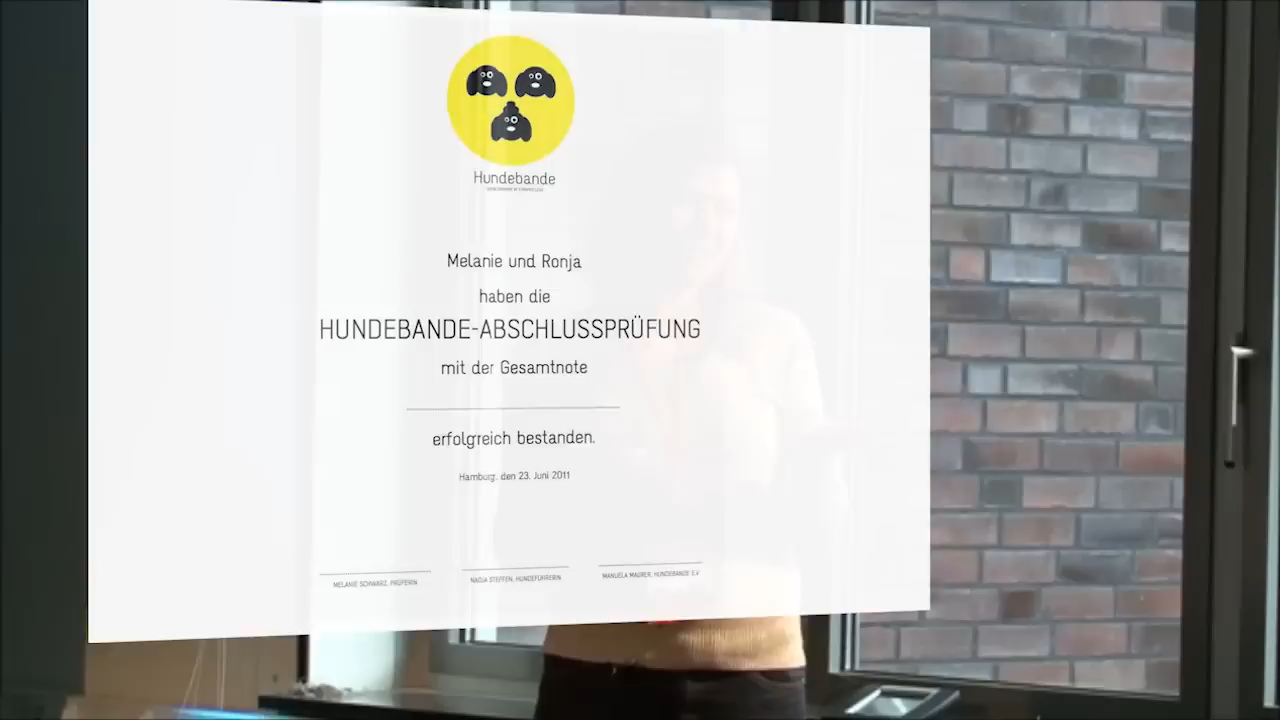 Hundebande
Melanie und Ronja
haben die
HUNDEBANDE-ABSCHLUSSPRÜFUNG
mit der Gesamtnote
erfolgreich bestanden.
Hamburg, den 23. Juni 2011
MELANIE SCHWARZ, PRÜFERIN
NADJA STEFFEN, HUNDEFÜHRERIN
MANUELA MAURER, HUNDEBANDE E.V.